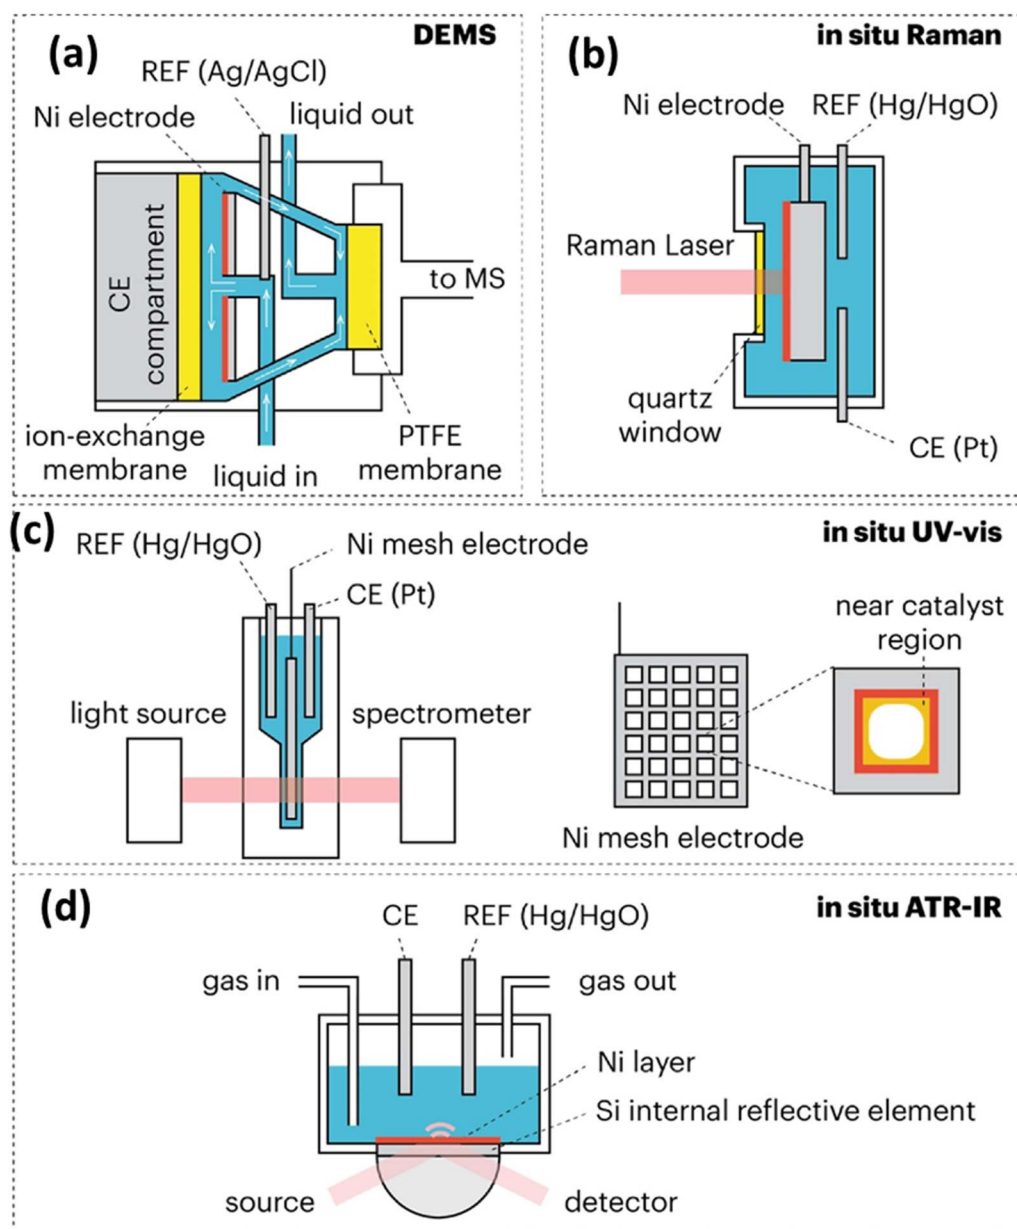 (a)
DEMS
REF (Ag/AgCl)
Ni electrode
liquid out
CE
compartment
to MS
ion-exchange
membrane
liquid in
PTFE
membrane
(b)
in situ Raman
Ni electrode
REF (Hg/HgO)
Raman Laser
quartz
window
CE (Pt)
(c)
in situ UV-vis
REF (Hg/HgO)
Ni mesh electrode
CE (Pt)
light source
spectrometer
near catalyst
region
Ni mesh electrode
(d)
in situ ATR-IR
CE
REF (Hg/HgO)
gas in
gas out
Ni layer
Si internal reflective element
source
detector